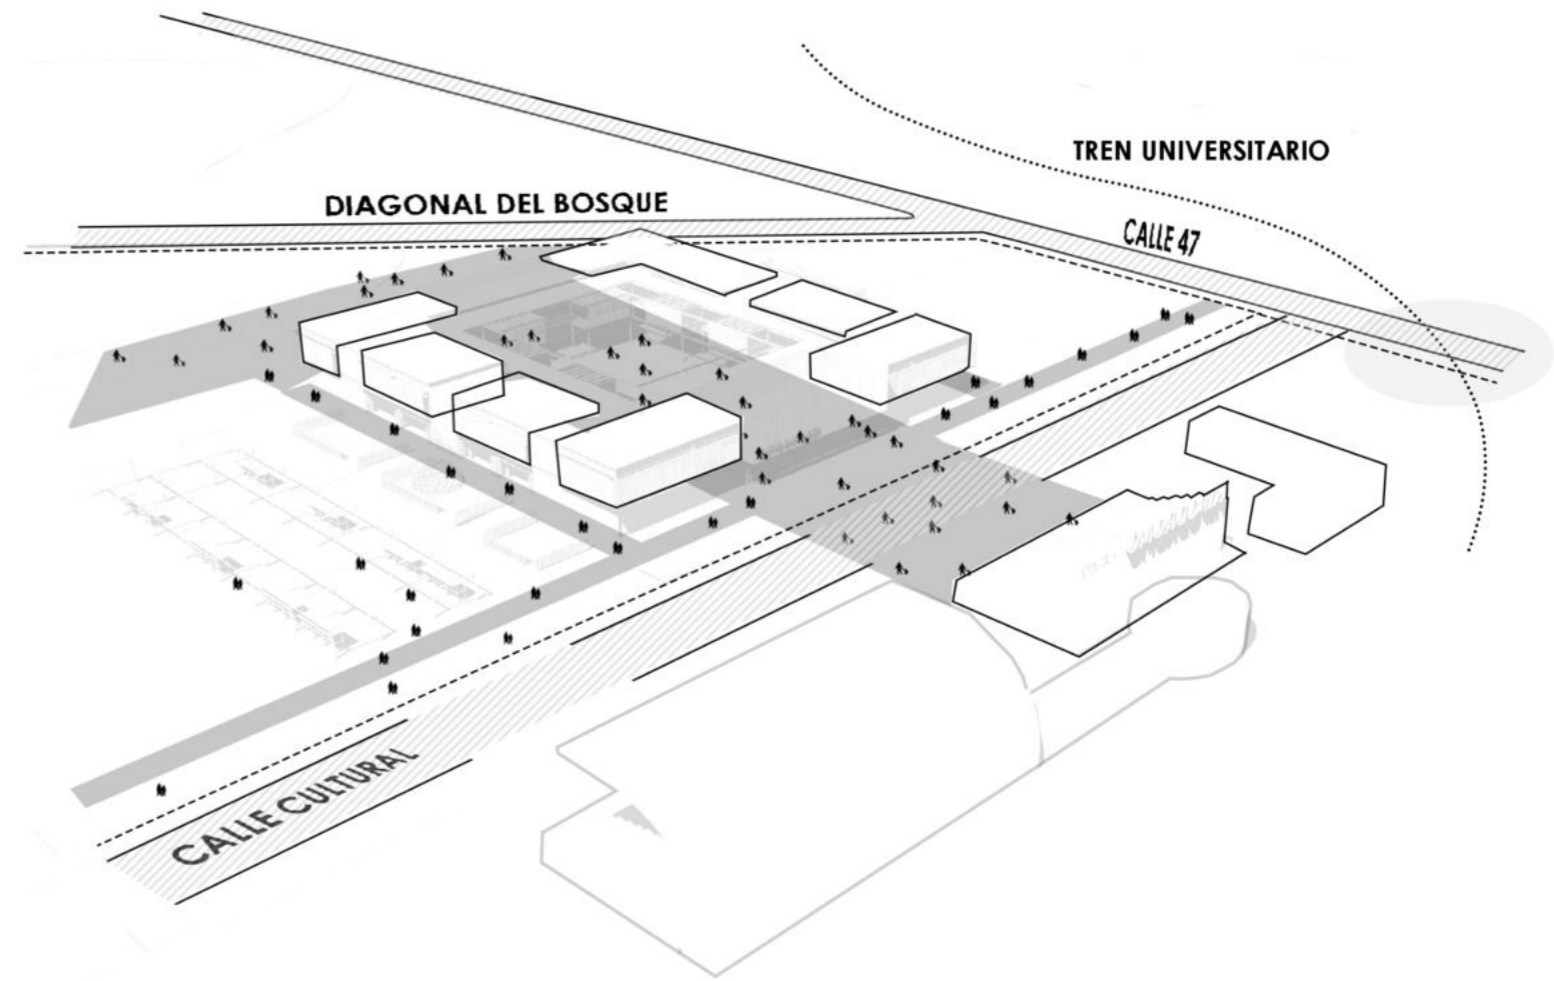 TREN UNIVERSITARIO
DIAGONAL DEL BOSQUE
CALLE 47
CALLE CULTURAL